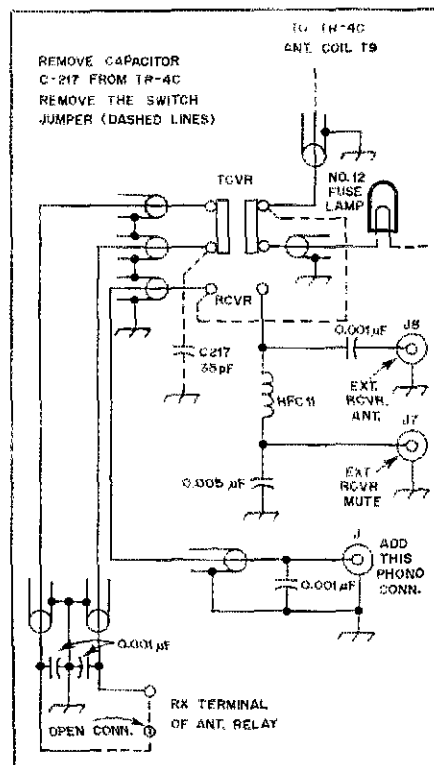 REMOVE CAPACITOR
C-217 FROM TR-4C
REMOVE THE SWITCH
JUMPER (DASHED LINES)
TO TR-4C
ANT. COIL T9
NO.12
FUSE
LAMP
TCVR
RCVR
C217
35pF
0.001µF
J8
EXT.
RCVR.
ANT.
HFC11
J7
EXT
RCVR
MUTE
0.005 µF
J
ADD
THIS
PHONO
CONN.
0.001µF
0.001µF
RX TERMINAL
OF ANT. RELAY
OPEN CONN.